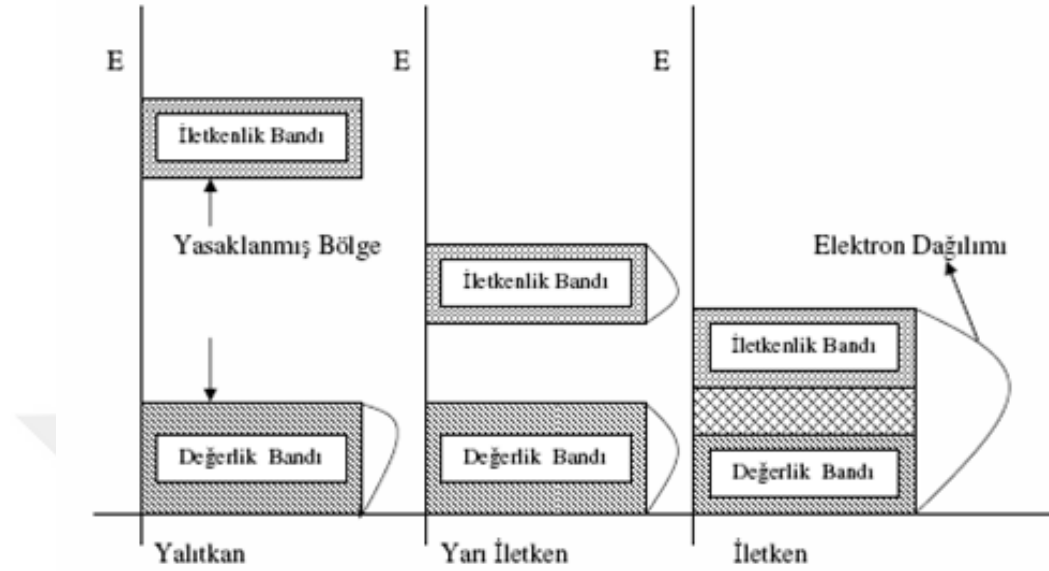 E
E
E
İletkenlik Bandı
Yasaklanmış Bölge
Elektron Dağılımı
İletkenlik Bandı
İletkenlik Bandı
Değerlik Bandı
Değerlik Bandı
Değerlik Bandı
Yalıtkan
Yarı İletken
İletken